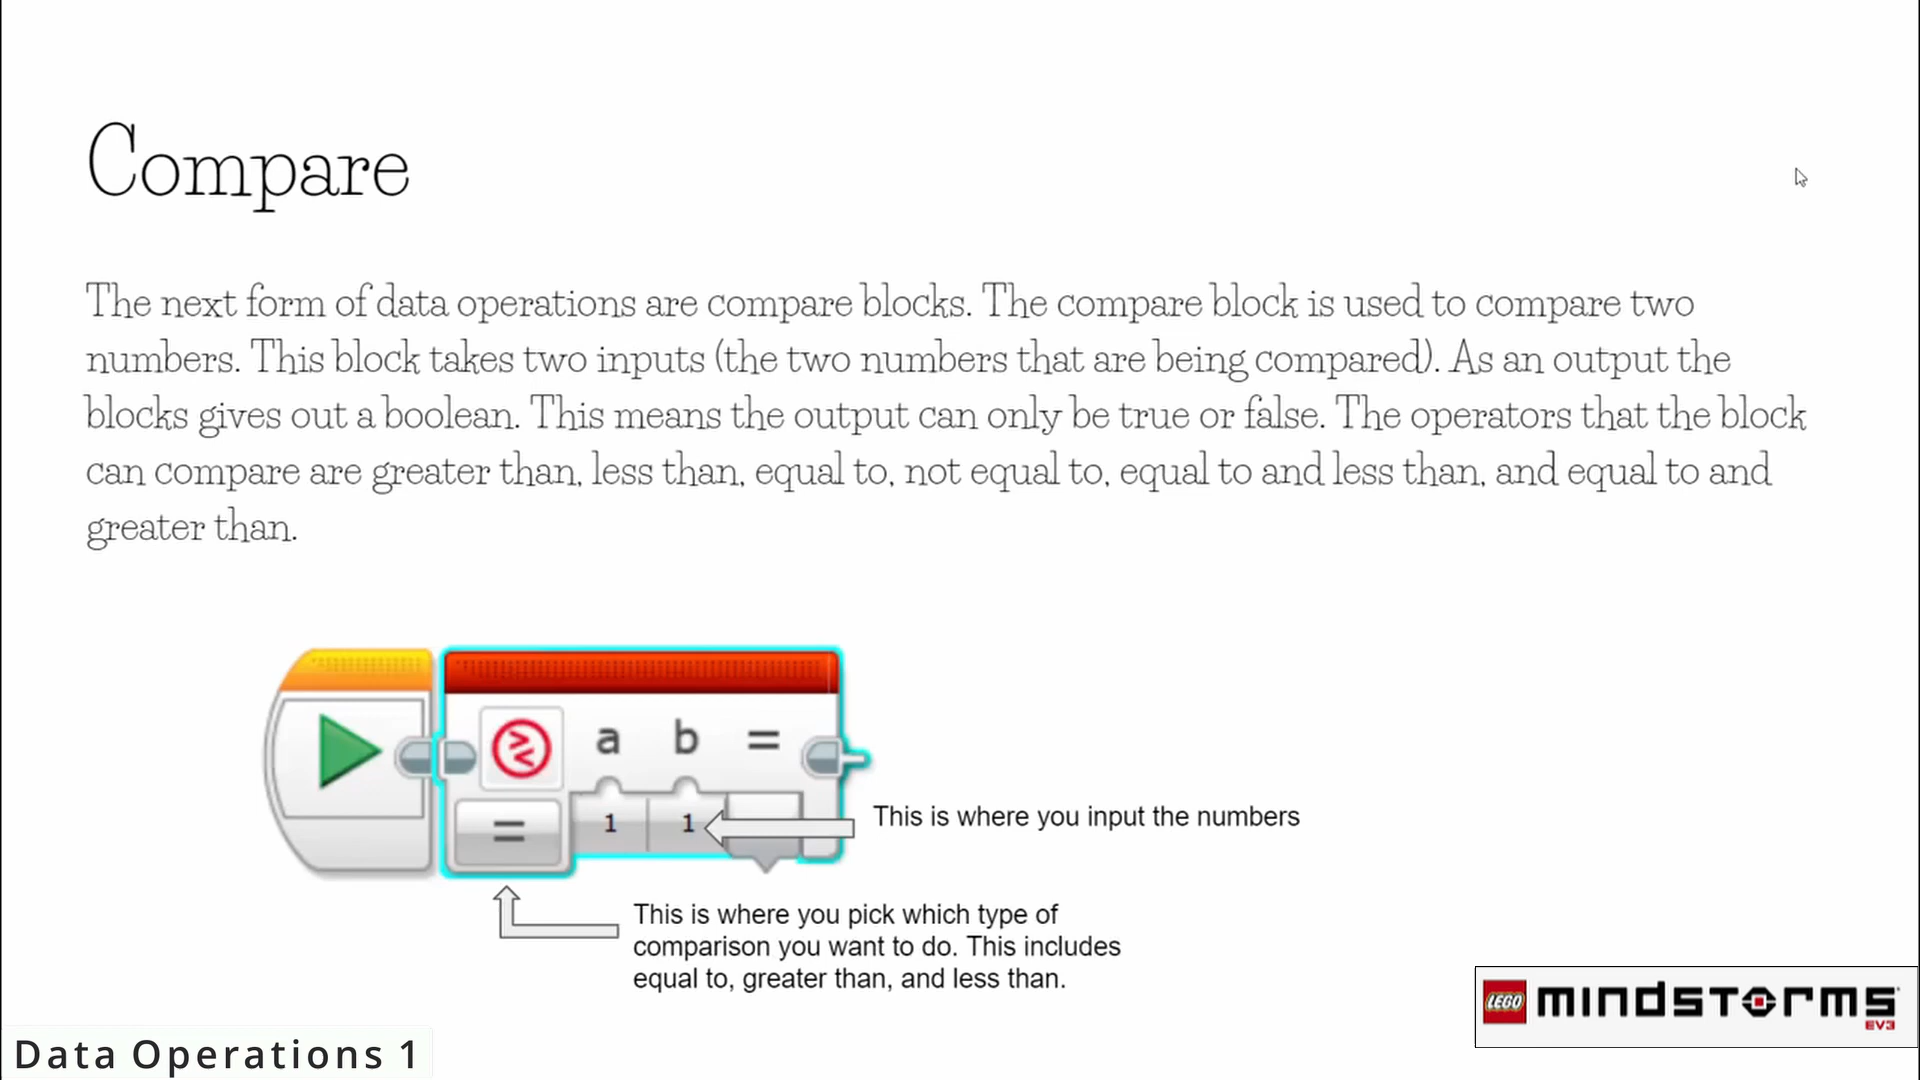 Compare
The next form of data operations are compare blocks. The compare block is used to compare two
numbers. This block takes two inputs (the two numbers that are being compared). As an output the
blocks gives out a boolean. This means the output can only be true or false. The operators that the block
can compare are greater than, less than, equal to, not equal to, equal to and less than, and equal to and
greater than.
a b =
= 1 1
This is where you input the numbers
This is where you pick which type of
comparison you want to do. This includes
equal to, greater than, and less than.
LEGO mindstorms
EV3
Data Operations 1